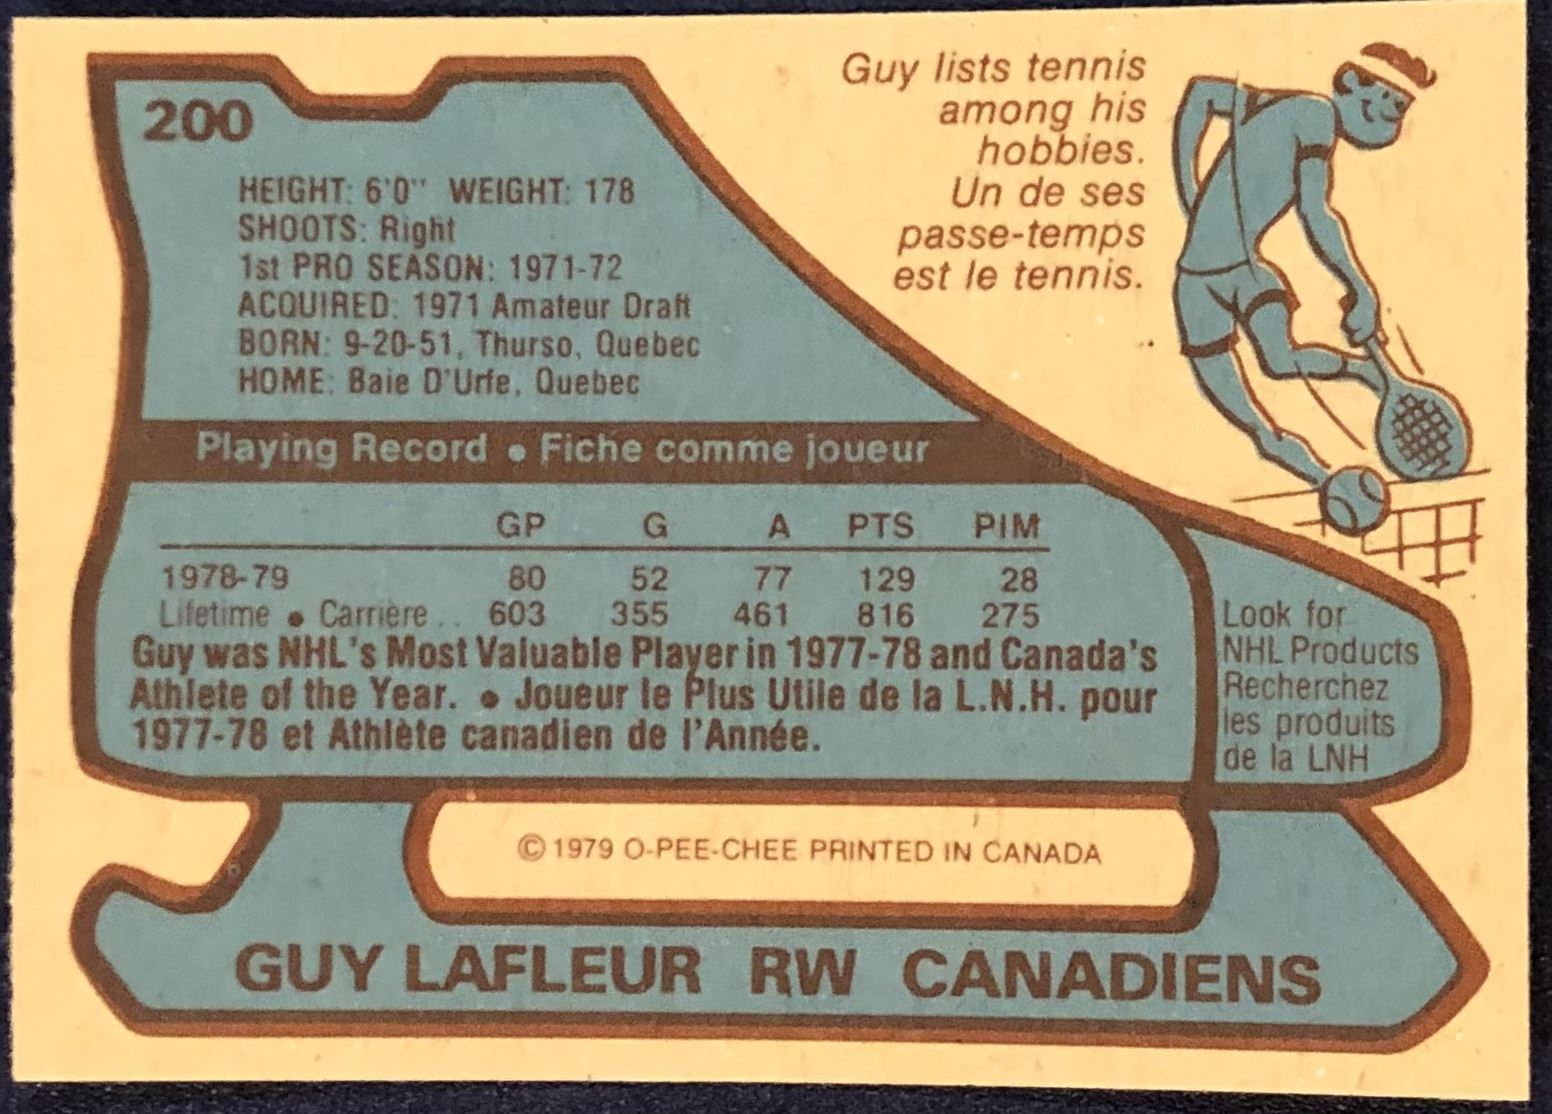 200
HEIGHT: 6'0" WEIGHT: 178
SHOOTS: Right
1st PRO SEASON: 1971-72
ACQUIRED: 1971 Amateur Draft
BORN: 9-20-51, Thurso, Quebec
HOME: Baie D'Urfe, Quebec
Guy lists tennis
among his
hobbies.
Un de ses
passe-temps
est le tennis.
Playing Record • Fiche comme joueur
GP G A PTS PIM
1978-79 80 52 77 129 28
Lifetime • Carrière .. 603 355 461 816 275
Guy was NHL's Most Valuable Player in 1977-78 and Canada's
Athlete of the Year. • Joueur le Plus Utile de la L.N.H. pour
1977-78 et Athlète canadien de l'Année.
Look for
NHL Products
Recherchez
les produits
de la LNH
© 1979 O-PEE-CHEE PRINTED IN CANADA
GUY LAFLEUR RW CANADIENS